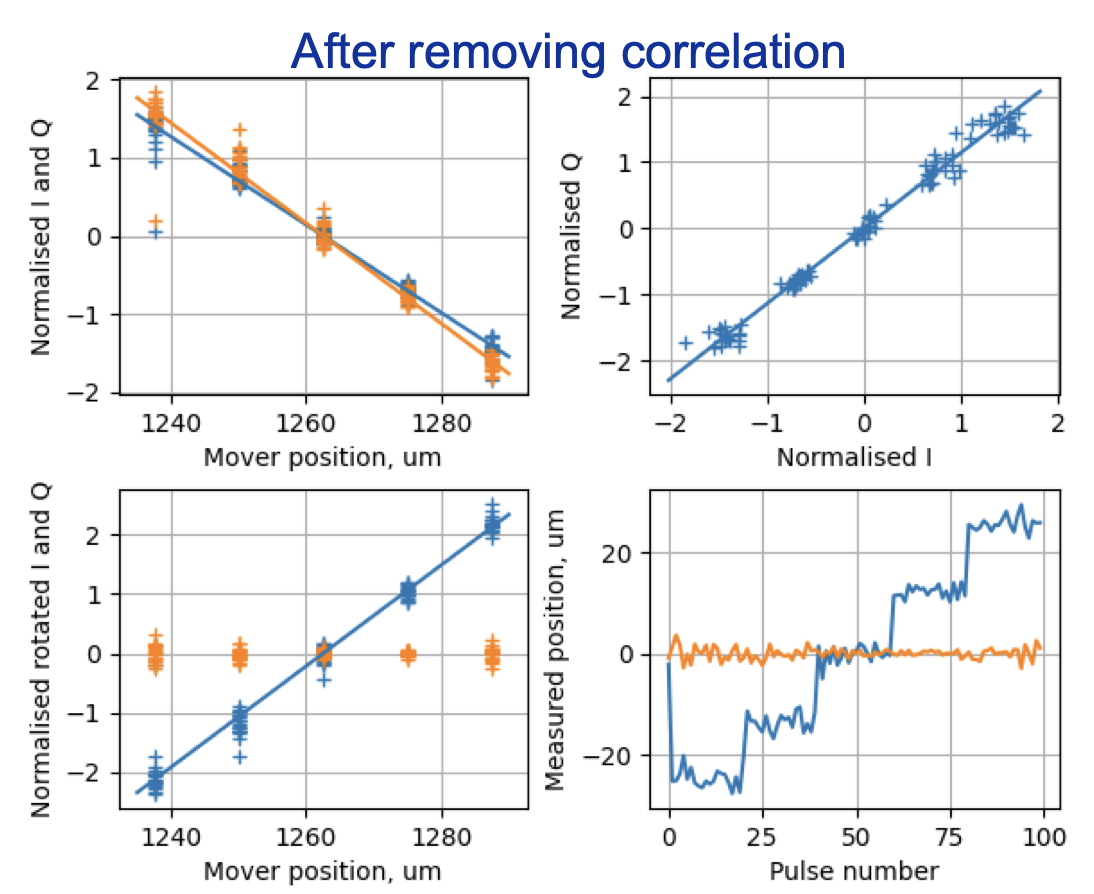 After removing correlation
2
1
0
−1
−2
1240 1260 1280
Mover position, um
Normalised I and Q
2
1
0
−1
−2
−2 −1 0 1 2
Normalised I
Normalised Q
2
1
0
−1
−2
1240 1260 1280
Mover position, um
Normalised rotated I and Q
20
0
−20
0 25 50 75 100
Pulse number
Measured position, um